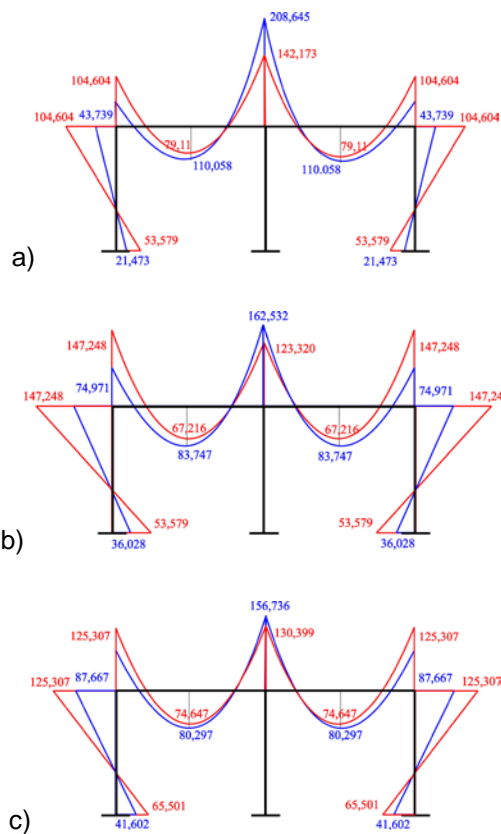 208,645
142,173
104,604 104,604
104,604 43,739 43,739 104,604
79,11 79,11
110,058 110.058
53,579 53,579
21,473 21,473
a)
162,532
147,248 123,320 147,248
74,971 74,971
147,248 147,24
67,216 67,216
83,747 83,747
53,579 53,579
36,028 36,028
b)
156,736
125,307 130,399 125,307
125,307 87,667 87,667 125,307
74,647 74,647
80,297 80,297
65,501 65,501
41,602 41,602
c)